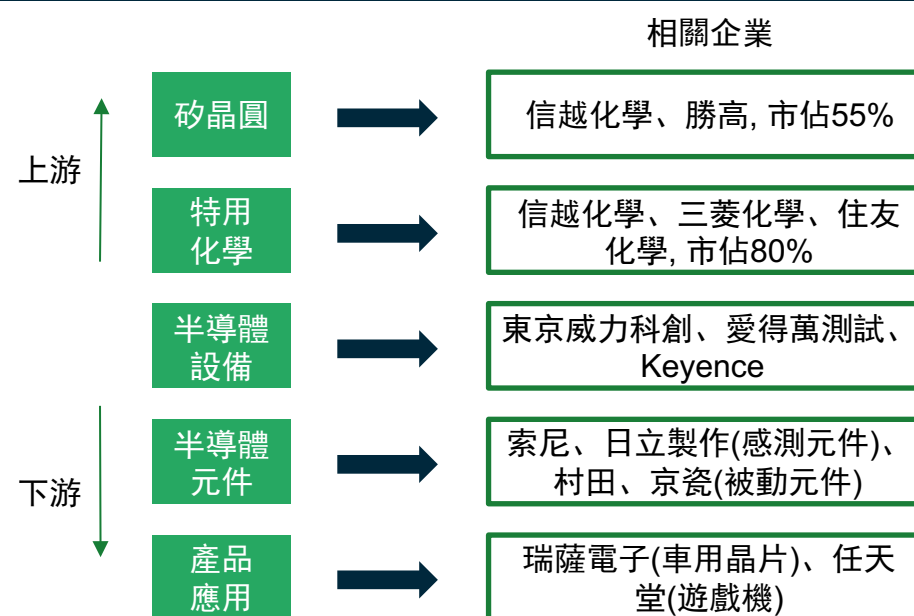 相關企業
矽晶圓
信越化學、勝高, 市佔55%
上游
特用
化學
信越化學、三菱化學、住友
化學, 市佔80%
半導體
設備
東京威力科創、愛得萬測試、
Keyence
半導體
元件
索尼、日立製作(感測元件)、
村田、京瓷(被動元件)
下游
產品
應用
瑞薩電子(車用晶片)、任天
堂(遊戲機)